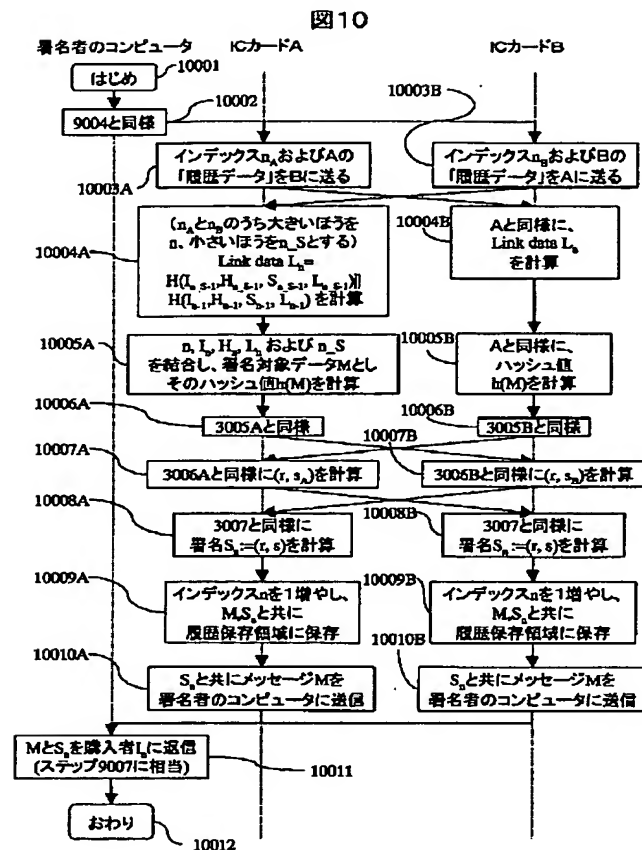 図10
署名者のコンピュータ
ICカードA
ICカードB
はじめ
10001
9004と同様
10002
10003B
インデックスn_AおよびAの
「履歴データ」をBに送る
10003A
インデックスn_BおよびBの
「履歴データ」をAに送る
(n_Aとn_Bのうち大きいほうを
n、小さいほうをn_Sとする)
Link data L_n=
H(I_n_S-1,H_n_S-1, S_n_S-1, L_n_S-1)||
H(I_n-1,H_n-1, S_n-1, L_n-1) を計算
10004A
10004B
Aと同様に、
Link data L_n
を計算
10005A
n, I_n, H_n, L_n および n_S
を結合し、署名対象データMとし
そのハッシュ値h(M)を計算
10005B
Aと同様に、
ハッシュ値
h(M)を計算
10006A
3005Aと同様
10006B
3005Bと同様
10007A
3006Aと同様に(r, s_A)を計算
10007B
3006Bと同様に(r, s_B)を計算
10008A
3007と同様に
署名S_n:=(r, s)を計算
10008B
3007と同様に
署名S_n:=(r, s)を計算
10009A
インデックスnを1増やし、
M,S_nと共に
履歴保存領域に保存
10009B
インデックスnを1増やし、
M,S_nと共に
履歴保存領域に保存
10010A
S_nと共にメッセージMを
署名者のコンピュータに送信
10010B
S_nと共にメッセージMを
署名者のコンピュータに送信
MとS_nを購入者I_nに返信
(ステップ9007に相当)
10011
おわり
10012